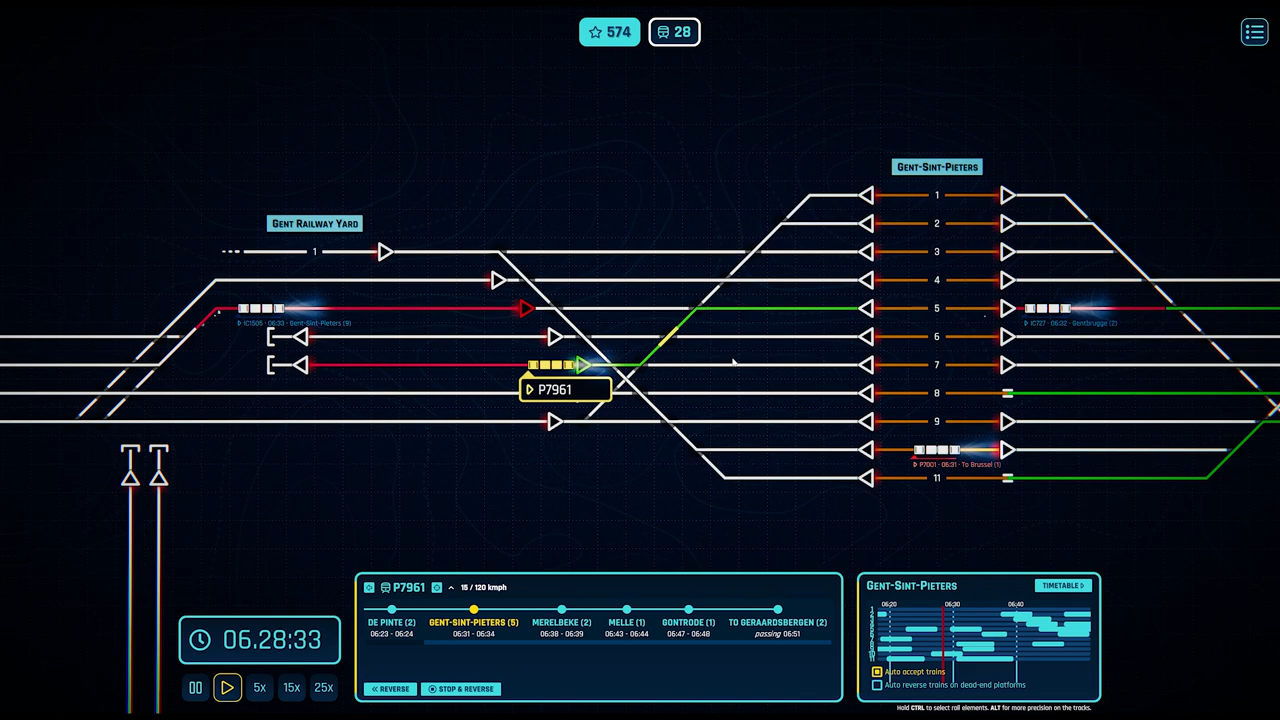 574
28
GENT-SINT-PIETERS
1
2
3
4
5
6
7
8
9
11
GENT RAILWAY YARD
1
IC1505 - 06:33 - Gent-Sint-Pieters (9)
IC727 - 06:32 - Gentbrugge (2)
P7961
P7001 - 06:31 - To Brussel (1)
06.28:33
5x
15x
25x
P7961
15 / 120 kmph
DE PINTE (2)
GENT-SINT-PIETERS (5)
MERELBEKE (2)
MELLE (1)
GONTRODE (1)
TO GERAARDSBERGEN (2)
06:23 - 06:24
06:31 - 06:34
06:38 - 06:39
06:43 - 06:44
06:47 - 06:48
passing 06:51
REVERSE
STOP & REVERSE
GENT-SINT-PIETERS
TIMETABLE
06:20
06:30
06:40
Auto accept trains
Auto reverse trains on dead-end platforms
Hold CTRL to select rail elements. ALT for more precision on the tracks.